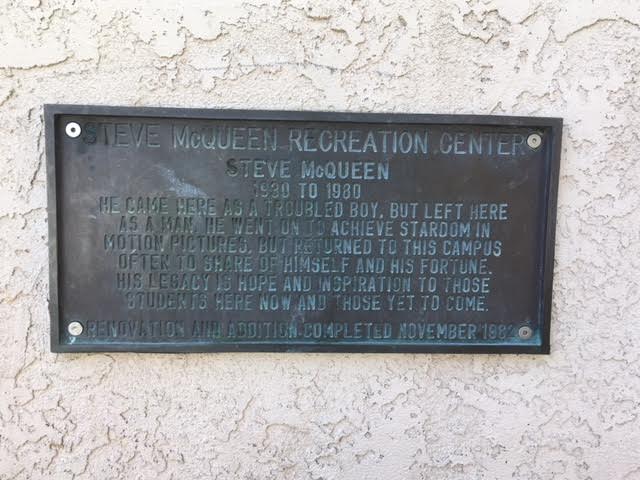 STEVE McQUEEN RECREATION CENTER
STEVE McQUEEN
1930 TO 1980
HE CAME HERE AS A TROUBLED BOY, BUT LEFT HERE
AS A MAN. HE WENT ON TO ACHIEVE STARDOM IN
MOTION PICTURES, BUT RETURNED TO THIS CAMPUS
OFTEN TO SHARE OF HIMSELF AND HIS FORTUNE.
HIS LEGACY IS HOPE AND INSPIRATION TO THOSE
STUDENTS HERE NOW AND THOSE YET TO COME.
RENOVATION AND ADDITION COMPLETED NOVEMBER 1982